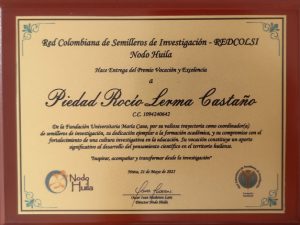 Red Colombiana de Semilleros de Investigación - REDCOLSI
Nodo Huila
Hace Entrega del Premio Vocación y Excelencia
a
Piedad Rocío Lerma Castaño
C.C. 1094240642
De la Fundación Universitaria María Cano, por su valiosa trayectoria como coordinador(a)
de semilleros de investigación, su dedicación ejemplar a la formación académica, y su compromiso con el
fortalecimiento de una cultura investigativa en la educación. Su vocación constituye un aporte
significativo al desarrollo del pensamiento científico en el territorio huilense.
"Inspirar, acompañar y transformar desde la investigación"
Neiva, 21 de Mayo de
Nodo
Huila
Director Nodo Huila